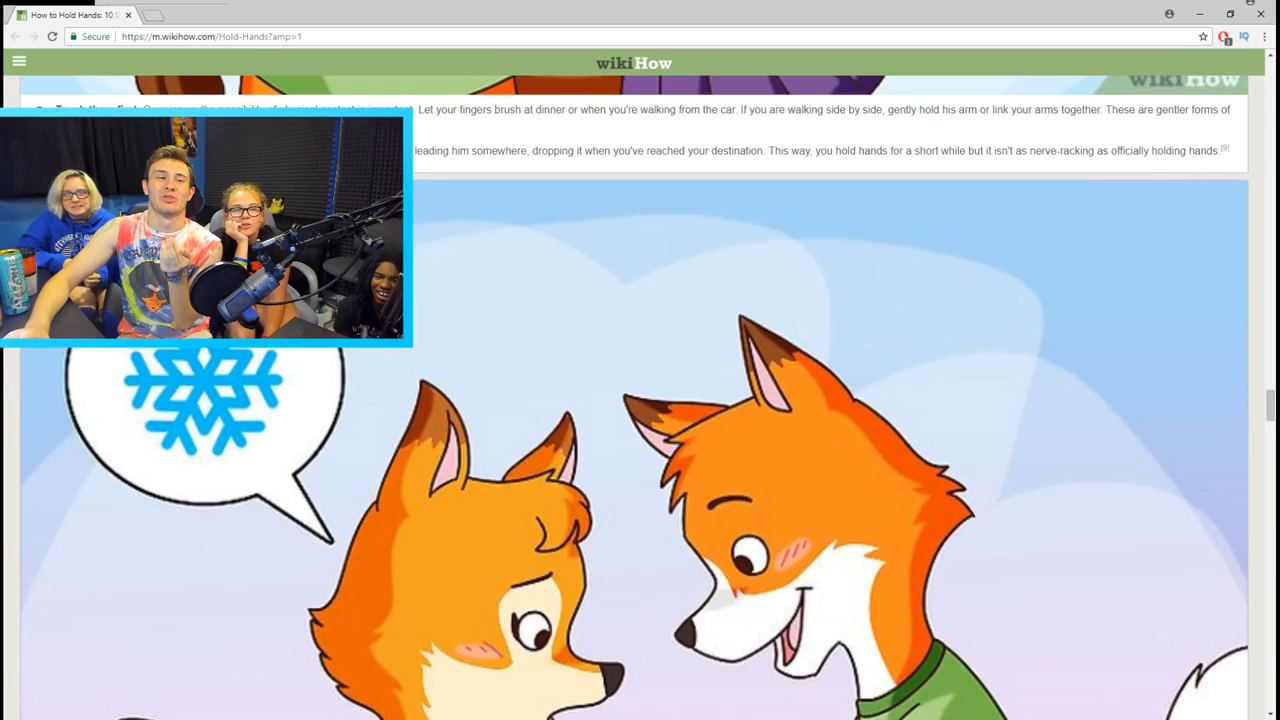 How to Hold Hands: 10 S
Secure
https://m.wikihow.com/Hold-Hands?amp=1
IQ
wikiHow
wikiHow
Let your fingers brush at dinner or when you're walking from the car. If you are walking side by side, gently hold his arm or link your arms together. These are gentler forms of
leading him somewhere, dropping it when you've reached your destination. This way, you hold hands for a short while but it isn't as nerve-racking as officially holding hands.[9]
ARIZONA